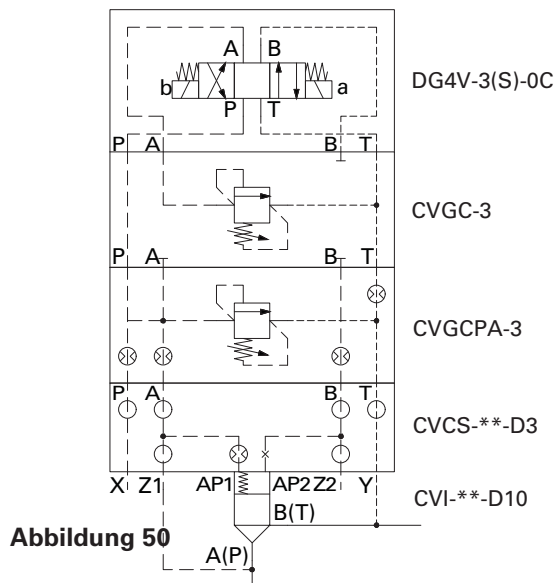 A B
DG4V-3(S)-0C
b a
P T
P A B T
CVGC-3
P A B T
CVGCPA-3
P A B T
CVCS-**-D3
X Z1 AP1 AP2 Z2 Y
CVI-**-D10
B(T)
Abbildung 50
A(P)